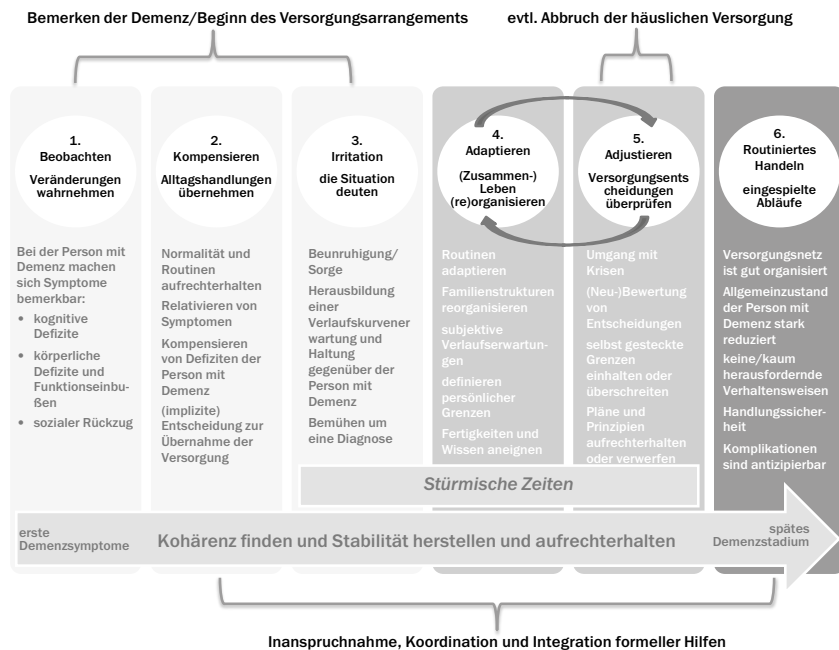 Bemerken der Demenz/Beginn des Versorgungsarrangements
evtl. Abbruch der häuslichen Versorgung
1.
Beobachten
Veränderungen
wahrnehmen
Bei der Person mit
Demenz machen
sich Symptome
bemerkbar:
• kognitive
Defizite
• körperliche
Defizite und
Funktionseinbu-
ßen
• sozialer Rückzug
2.
Kompensieren
Alltagshandlungen
übernehmen
Normalität und
Routinen
aufrechterhalten
Relativieren von
Symptomen
Kompensieren
von Defiziten der
Person mit
Demenz
(implizite)
Entscheidung zur
Übernahme der
Versorgung
3.
Irritation
die Situation
deuten
Beunruhigung/
Sorge
Herausbildung
einer
Verlaufskurvener
wartung und
Haltung
gegenüber der
Person mit
Demenz
Bemühen um
eine Diagnose
4.
Adaptieren
(Zusammen-)
Leben
(re)organisieren
Routinen
adaptieren
Familienstrukturen
reorganisieren
subjektive
Verlaufserwartun-
gen
definieren
persönlicher
Grenzen
Fertigkeiten und
Wissen aneignen
5.
Adjustieren
Versorgungsents
cheidungen
überprüfen
Umgang mit
Krisen
(Neu-)Bewertung
von
Entscheidungen
selbst gesteckte
Grenzen
einhalten oder
überschreiten
Pläne und
Prinzipien
aufrechterhalten
oder verwerfen
6.
Routiniertes
Handeln
eingespielte
Abläufe
Versorgungsnetz
ist gut organisiert
Allgemeinzustand
der Person mit
Demenz stark
reduziert
keine/kaum
herausfordernde
Verhaltensweisen
Handlungssicher-
heit
Komplikationen
sind antizipierbar
Stürmische Zeiten
erste
Demenzsymptome
Kohärenz finden und Stabilität herstellen und aufrechterhalten
spätes
Demenzstadium
Inanspruchnahme, Koordination und Integration formeller Hilfen